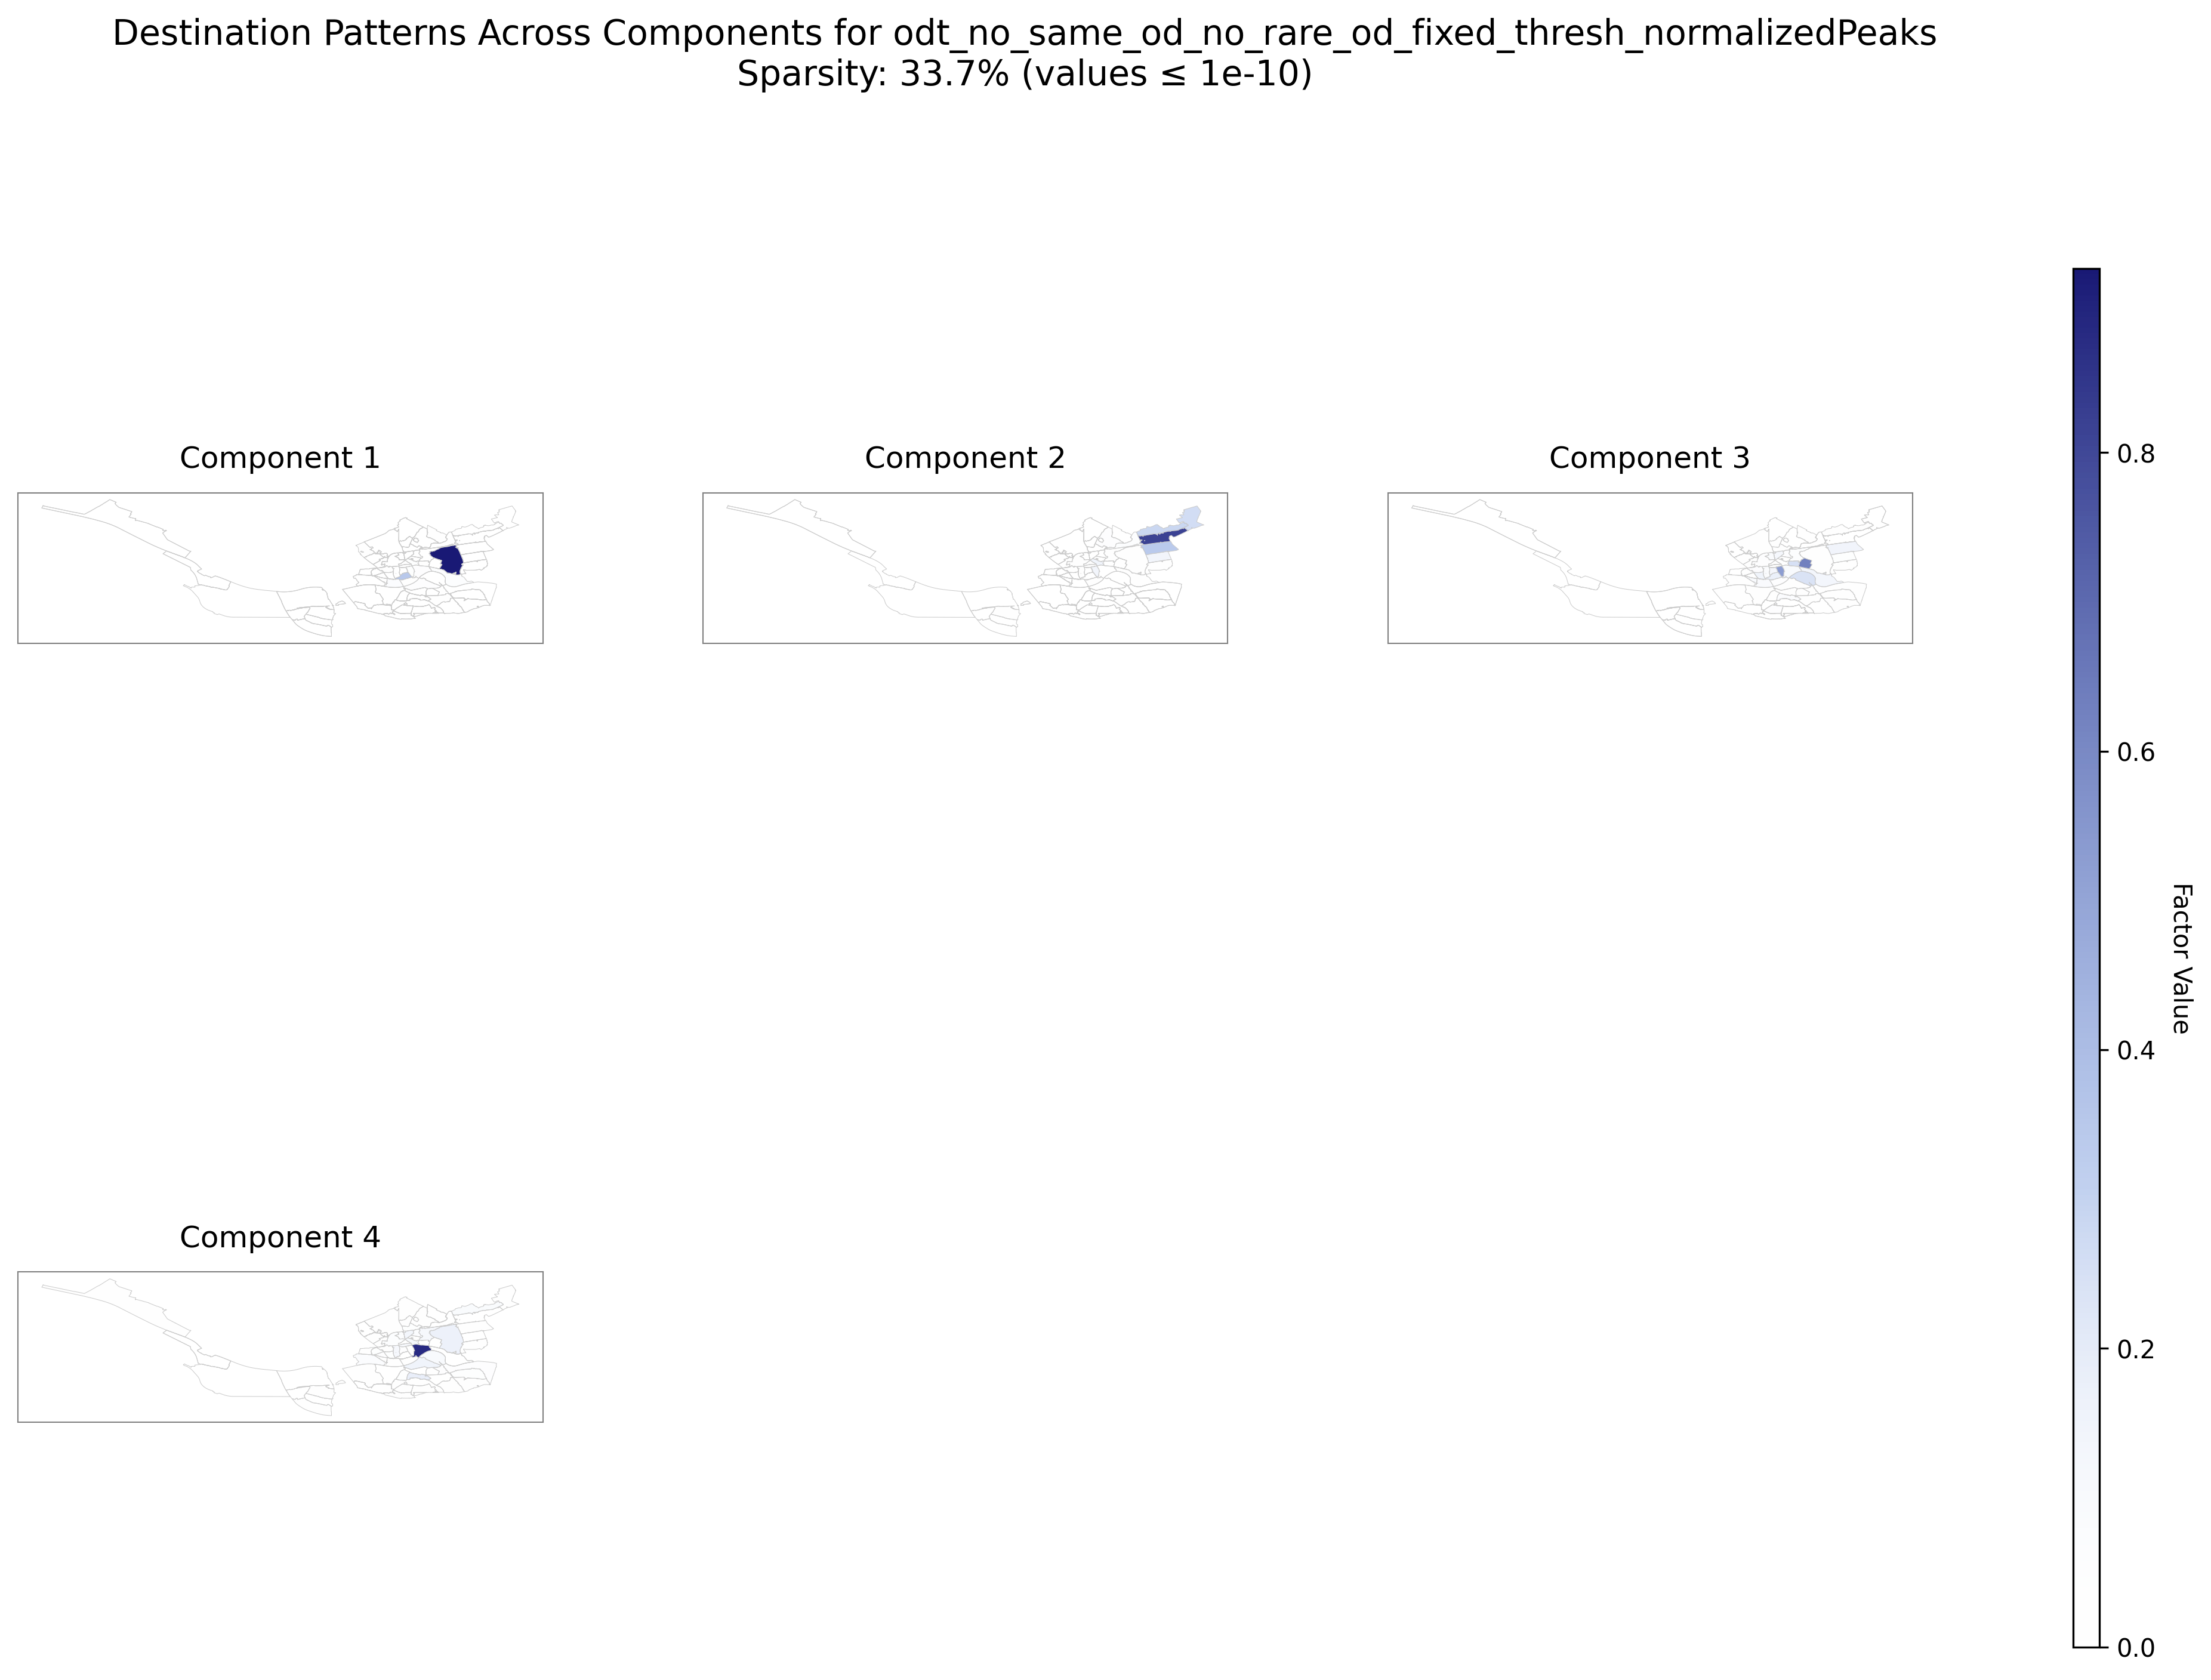 Destination Patterns Across Components for odt_no_same_od_no_rare_od_fixed_thresh_normalizedPeaks
Sparsity: 33.7% (values ≤ 1e-10)
Component 1
Component 2
Component 3
Component 4
0.8
0.6
0.4
0.2
0.0
Factor Value